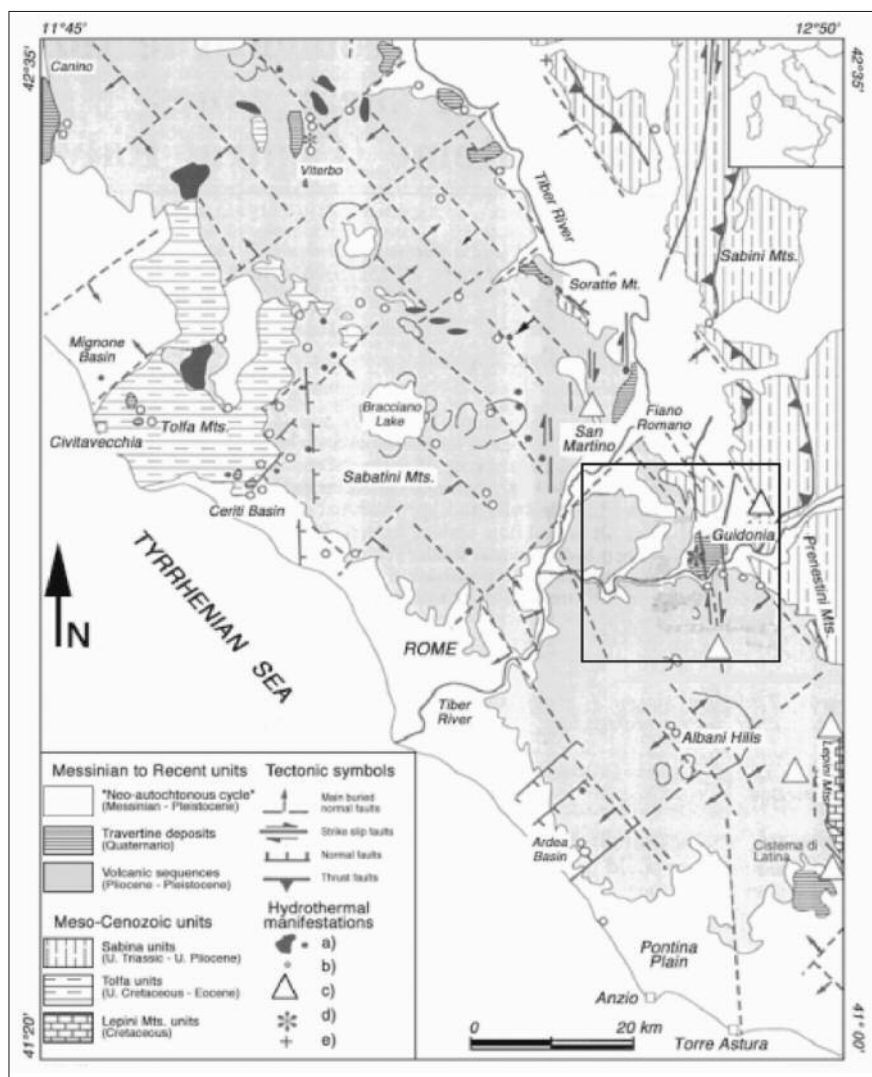 11°45'
12°50'
42°35'
42°35'
Canino
Viterbo
Tiber River
Sabini Mts.
Soratte Mt.
Mignone
Basin
Bracciano
Lake
San
Martino
Fiano
Romano
Civitavecchia
Tolfa Mts.
Sabatini Mts.
Ceriti Basin
Guidonia
Prenestini Mts.
TYRRHENIAN SEA
N
ROME
Tiber
River
Albani Hills
Lepini Mts.
Ardea
Basin
Cisterna di
Latina
Pontina
Plain
Anzio
Torre Astura
0 20 km
41°20'
41° 00'
Messinian to Recent units
"Neo-autochtonous cycle"
(Messinian - Pleistocene)
Travertine deposits
(Quaternario)
Volcanic sequences
(Pliocene - Pleistocene)
Meso-Cenozoic units
Sabina units
(U. Triassic - U. Pliocene)
Tolfa units
(U. Cretaceous - Eocene)
Lepini Mts. units
(Cretaceous)
Tectonic symbols
Main buried
normal faults
Strike slip faults
Normal faults
Thrust faults
Hydrothermal
manifestations
a)
b)
c)
d)
e)